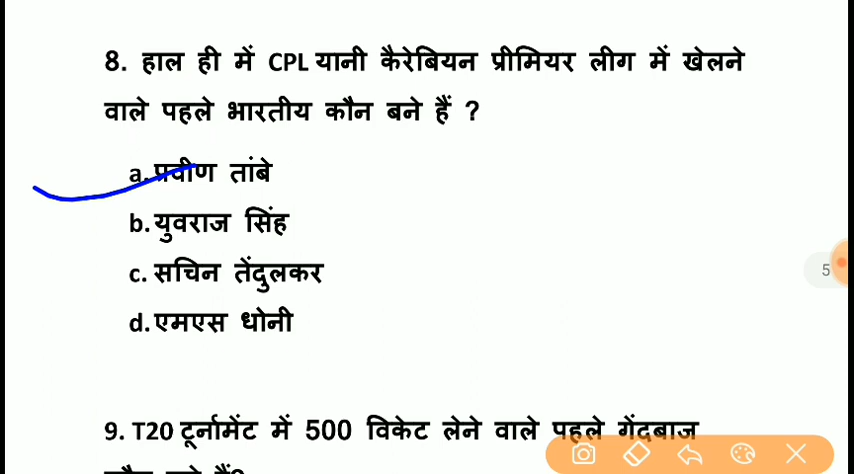 8. हाल ही में CPL यानी कैरेबियन प्रीमियर लीग में खेलने
वाले पहले भारतीय कौन बने हैं ?
a. प्रवीण तांबे
b. युवराज सिंह
c. सचिन तेंदुलकर
d. एमएस धोनी
5
9. T20 टूर्नामेंट में 500 विकेट लेने वाले पहले गेंदबाज